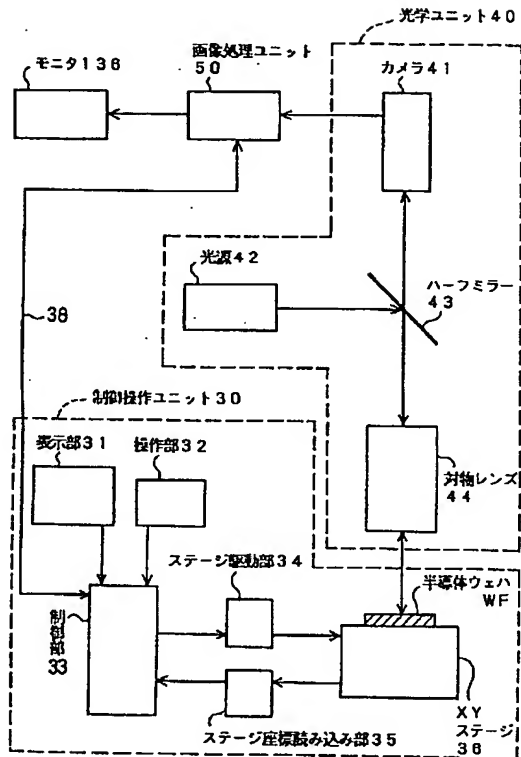 光学ユニット40
画像処理ユニット
50
モニタ136
カメラ41
光源42
ハーフミラー
43
38
制御操作ユニット30
表示部31
操作部32
対物レンズ
44
ステージ駆動部34
半導体ウェハ
WF
制御部
33
ステージ座標読み込み部35
XY
ステージ
36